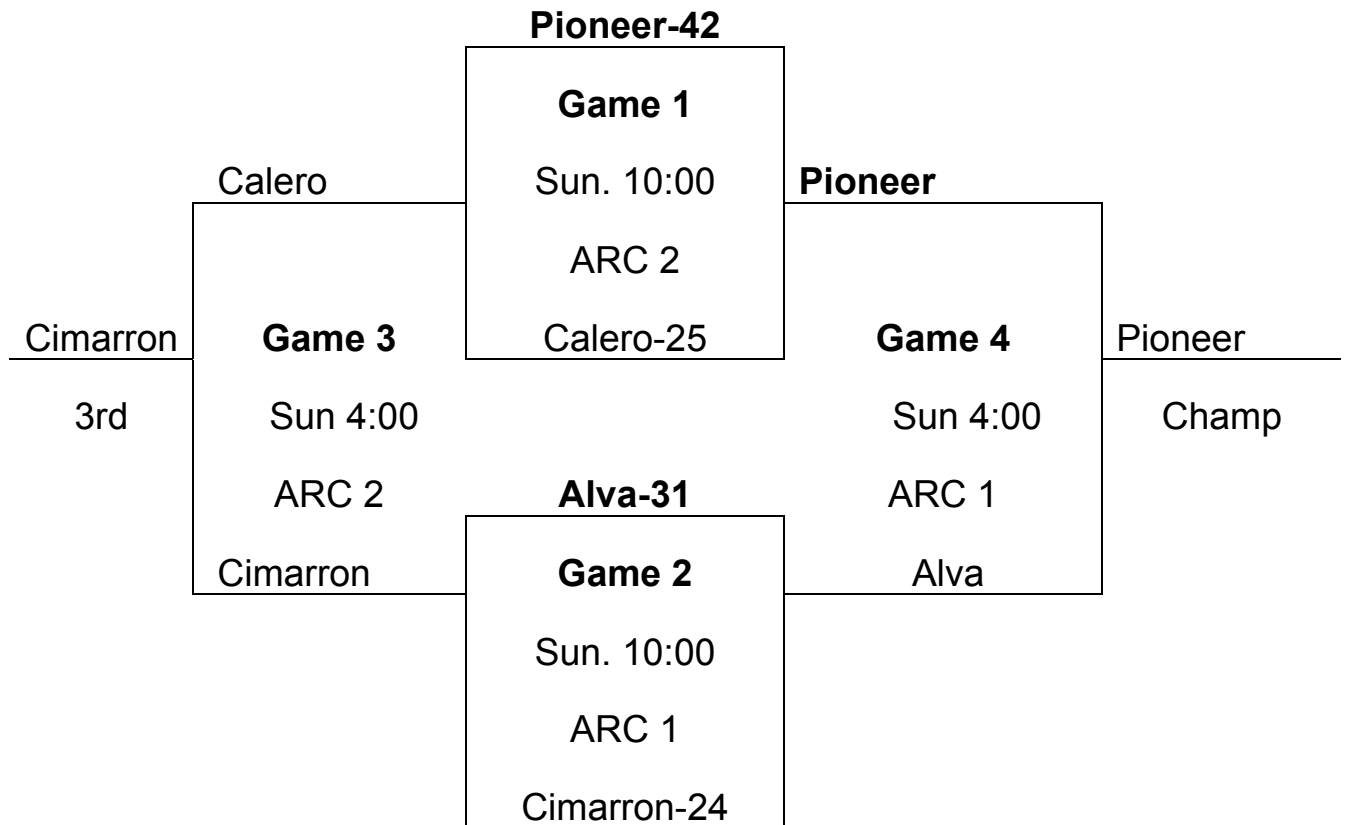 Pioneer-42
Game 1
Calero Sun. 10:00 Pioneer
ARC 2
Cimarron Game 3 Calero-25 Game 4 Pioneer
3rd Sun 4:00 Sun 4:00 Champ
ARC 2 Alva-31 ARC 1
Cimarron Game 2 Alva
Sun. 10:00
ARC 1
Cimarron-24